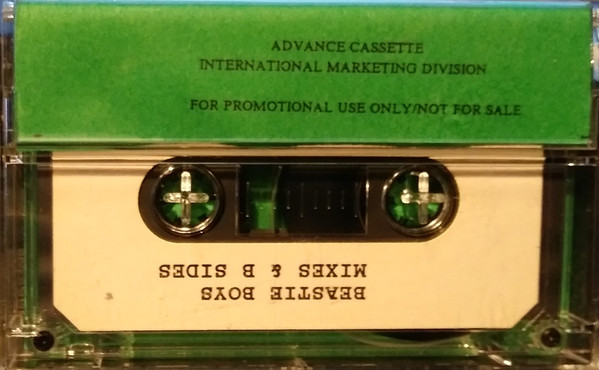 ADVANCE CASSETTE
INTERNATIONAL MARKETING DIVISION
FOR PROMOTIONAL USE ONLY/NOT FOR SALE
BEASTIE BOYS
MIXES & B SIDES